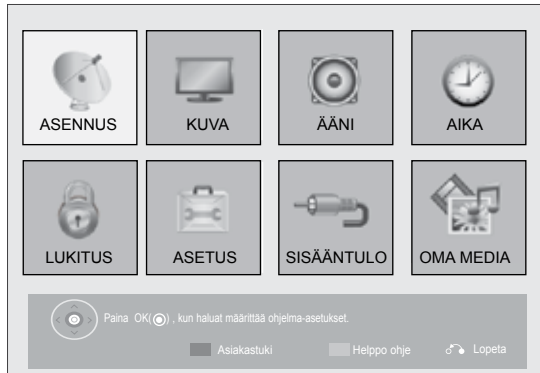 ASENNUS KUVA ÄÄNI AIKA
LUKITUS ASETUS SISÄÄNTULO OMA MEDIA
Paina OK( ) , kun haluat määrittää ohjelma-asetukset.
Asiakastuki Helppo ohje Lopeta